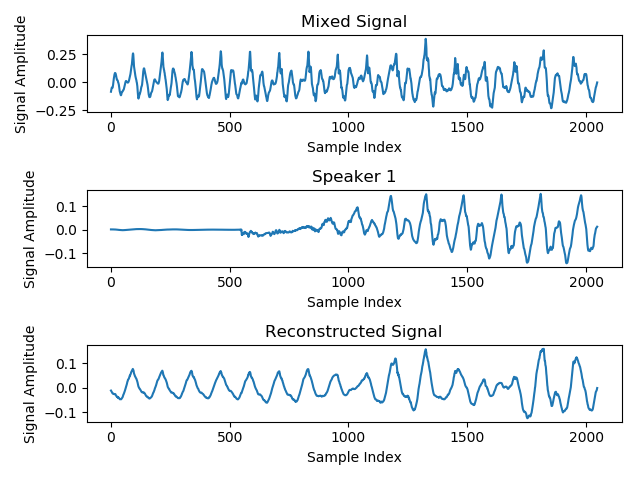 Mixed Signal
Signal Amplitude
0.25
0.00
−0.25
0 500 1000 1500 2000
Sample Index
Speaker 1
Signal Amplitude
0.1
0.0
−0.1
0 500 1000 1500 2000
Sample Index
Reconstructed Signal
Signal Amplitude
0.1
0.0
−0.1
0 500 1000 1500 2000
Sample Index